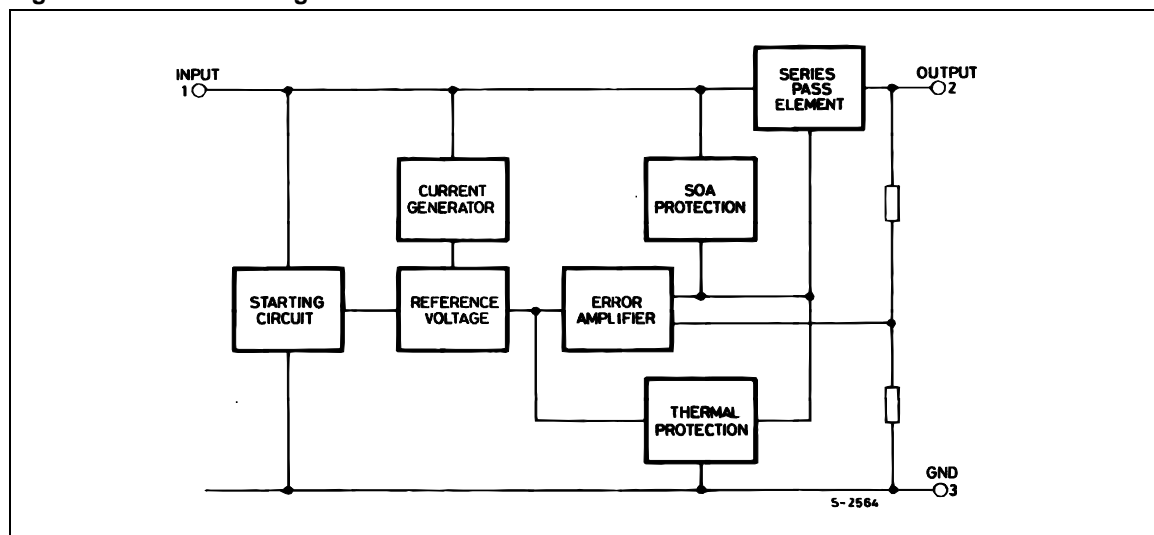 INPUT
1
SERIES
PASS
ELEMENT
OUTPUT
2
CURRENT
GENERATOR
SOA
PROTECTION
STARTING
CIRCUIT
REFERENCE
VOLTAGE
ERROR
AMPLIFIER
THERMAL
PROTECTION
GND
3
S-2564